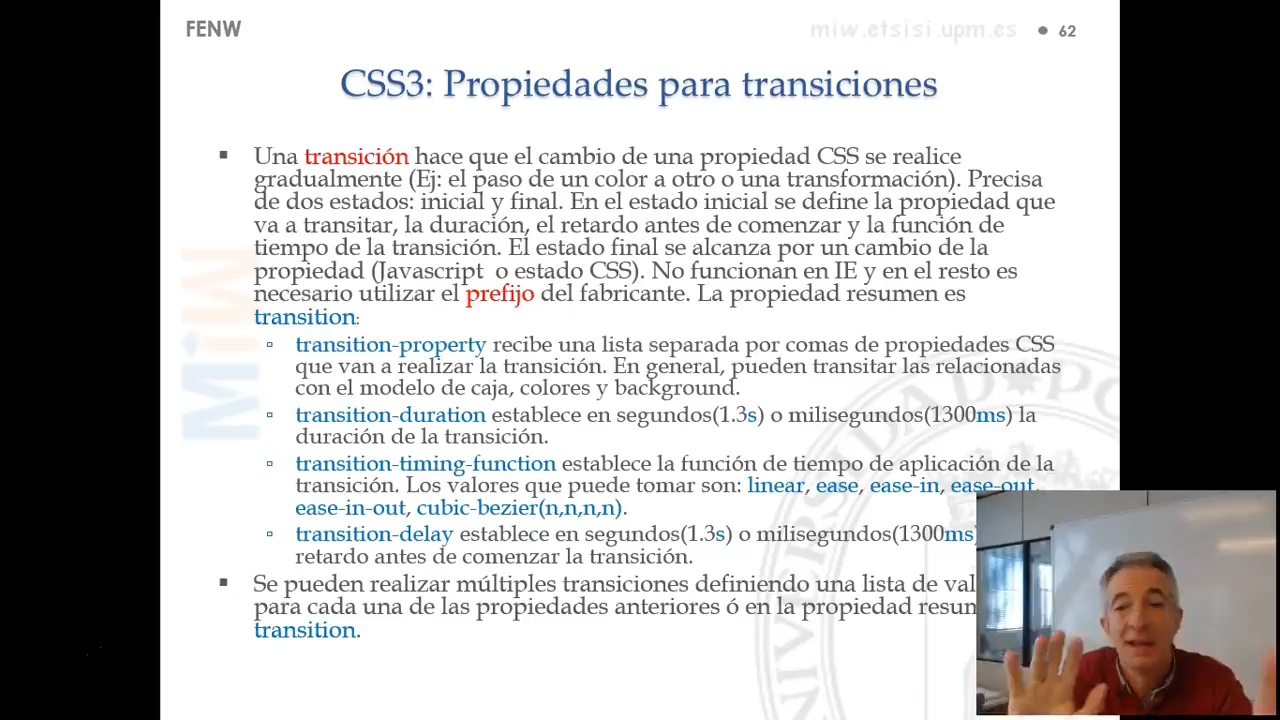 FENW
miw.etsisi.upm.es
62
CSS3: Propiedades para transiciones
Una transición hace que el cambio de una propiedad CSS se realice
gradualmente (Ej: el paso de un color a otro o una transformación). Precisa
de dos estados: inicial y final. En el estado inicial se define la propiedad que
va a transitar, la duración, el retardo antes de comenzar y la función de
tiempo de la transición. El estado final se alcanza por un cambio de la
propiedad (Javascript o estado CSS). No funcionan en IE y en el resto es
necesario utilizar el prefijo del fabricante. La propiedad resumen es
transition:
transition-property recibe una lista separada por comas de propiedades CSS
que van a realizar la transición. En general, pueden transitar las relacionadas
con el modelo de caja, colores y background.
transition-duration establece en segundos(1.3s) o milisegundos(1300ms) la
duración de la transición.
transition-timing-function establece la función de tiempo de aplicación de la
transición. Los valores que puede tomar son: linear, ease, ease-in, ease-out,
ease-in-out, cubic-bezier(n,n,n,n).
transition-delay establece en segundos(1.3s) o milisegundos(1300ms)
retardo antes de comenzar la transición.
Se pueden realizar múltiples transiciones definiendo una lista de val
para cada una de las propiedades anteriores ó en la propiedad resum
transition.
MiW
UNIVERSIDAD PO